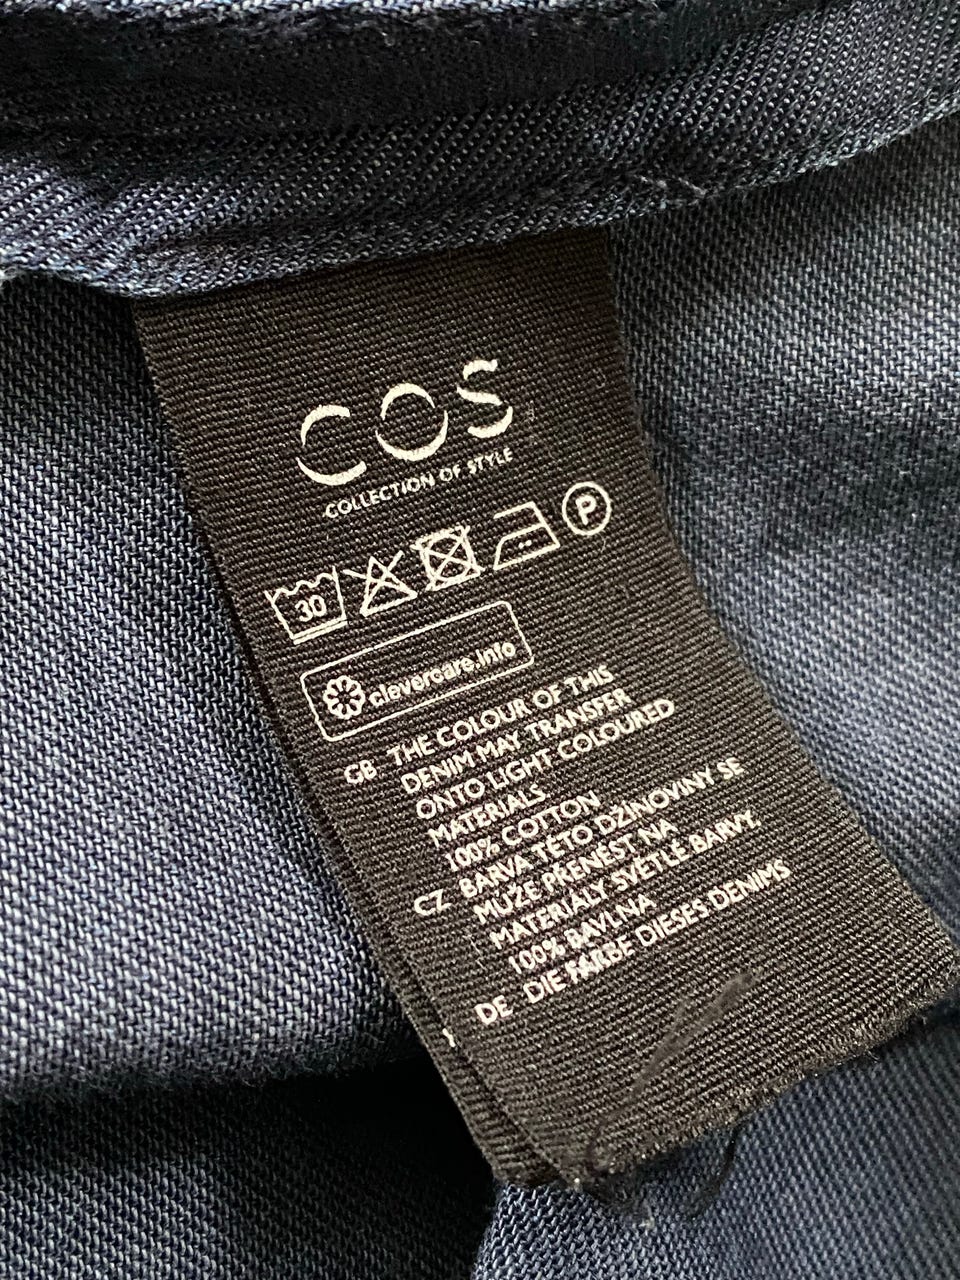 COS
COLLECTION OF STYLE
30
P
clevercare.info
GB THE COLOUR OF THIS
DENIM MAY TRANSFER
ONTO LIGHT COLOURED
MATERIALS
100% COTTON
CZ BARVA TÉTO DŽÍNOVINY SE
MŮŽE PŘENÉST NA
MATERIÁLY SVĚTLÉ BARVY.
100% BAVLNA
DE DIE FARBE DIESES DENIMS